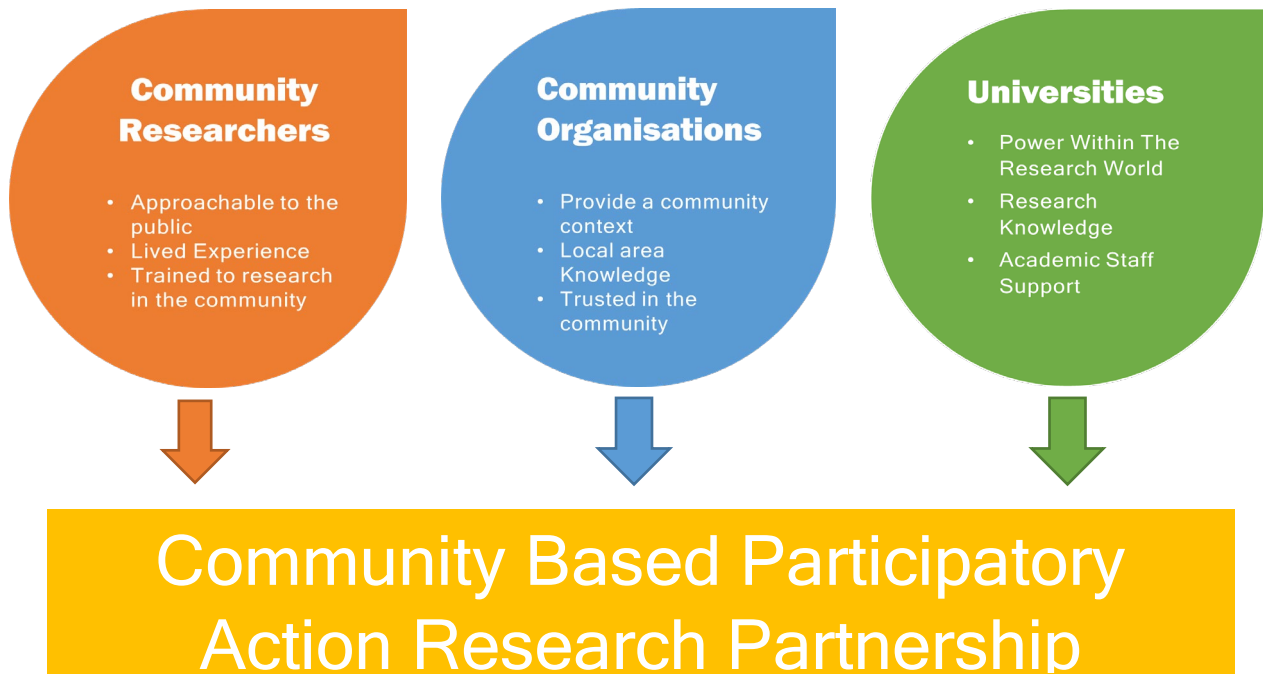 Community
Researchers
• Approachable to the
public
• Lived Experience
• Trained to research
in the community
Community
Organisations
• Provide a community
context
• Local area
Knowledge
• Trusted in the
community
Universities
• Power Within The
Research World
• Research
Knowledge
• Academic Staff
Support
Community Based Participatory
Action Research Partnership